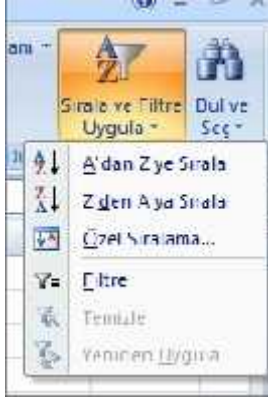 Sırala ve Filtre Uygula
Bul ve Seç
A'dan Z'ye Sırala
Z'den A'ya Sırala
Özel Sıralama...
Filtre
Temizle
Yeniden Uygula